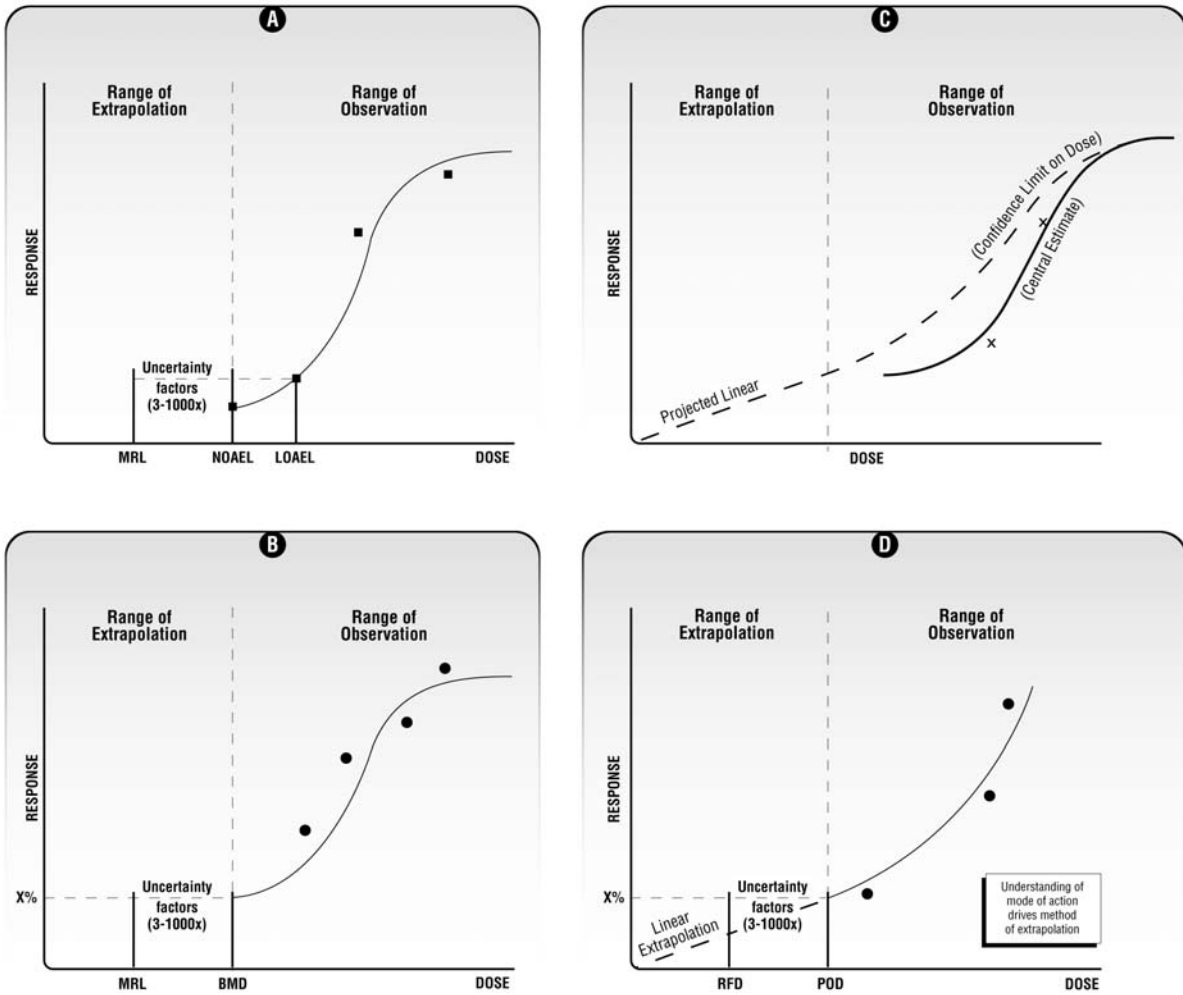 A
Range of
Extrapolation
Range of
Observation
RESPONSE
Uncertainty
factors
(3-1000x)
MRL
NOAEL
LOAEL
DOSE
C
Range of
Extrapolation
Range of
Observation
RESPONSE
(Confidence Limit on Dose)
(Central Estimate)
Projected Linear
DOSE
B
Range of
Extrapolation
Range of
Observation
RESPONSE
X%
Uncertainty
factors
(3-1000x)
MRL
BMD
DOSE
D
Range of
Extrapolation
Range of
Observation
RESPONSE
X%
Uncertainty
factors
(3-1000x)
Linear
Extrapolation
Understanding of
mode of action
drives method
of extrapolation
RFD
POD
DOSE